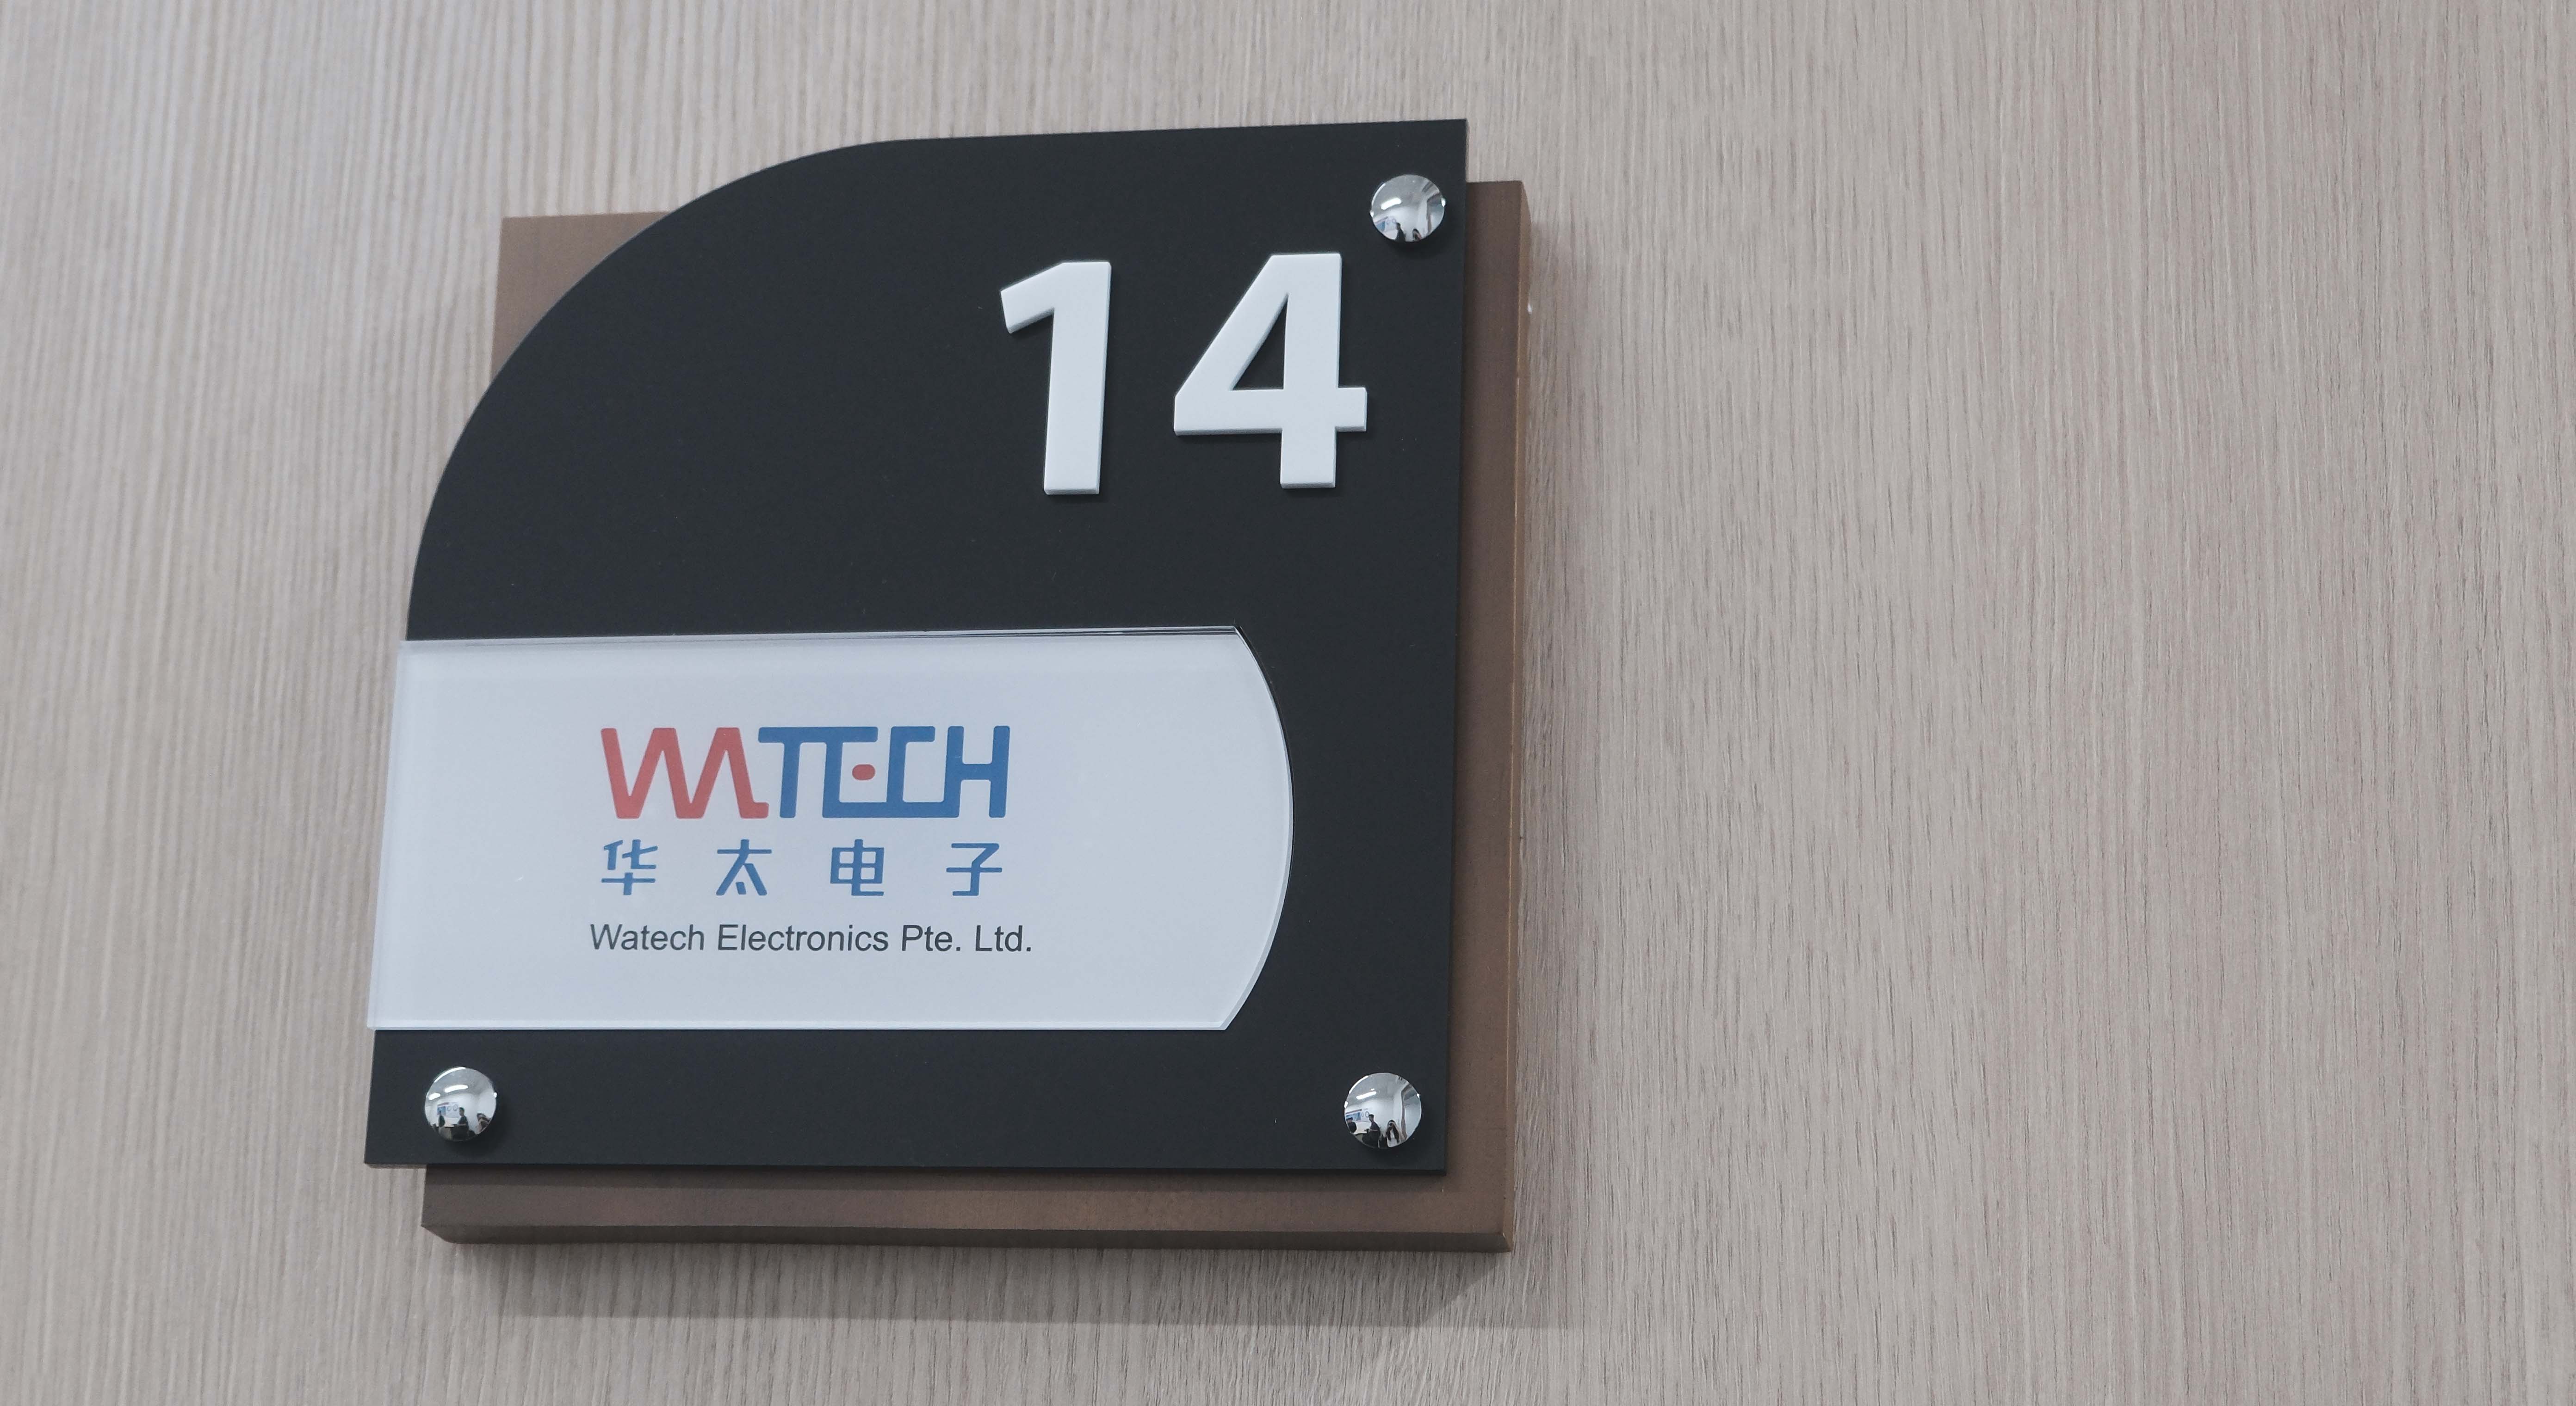 14
WATECH
华太电子
Watech Electronics Pte. Ltd.